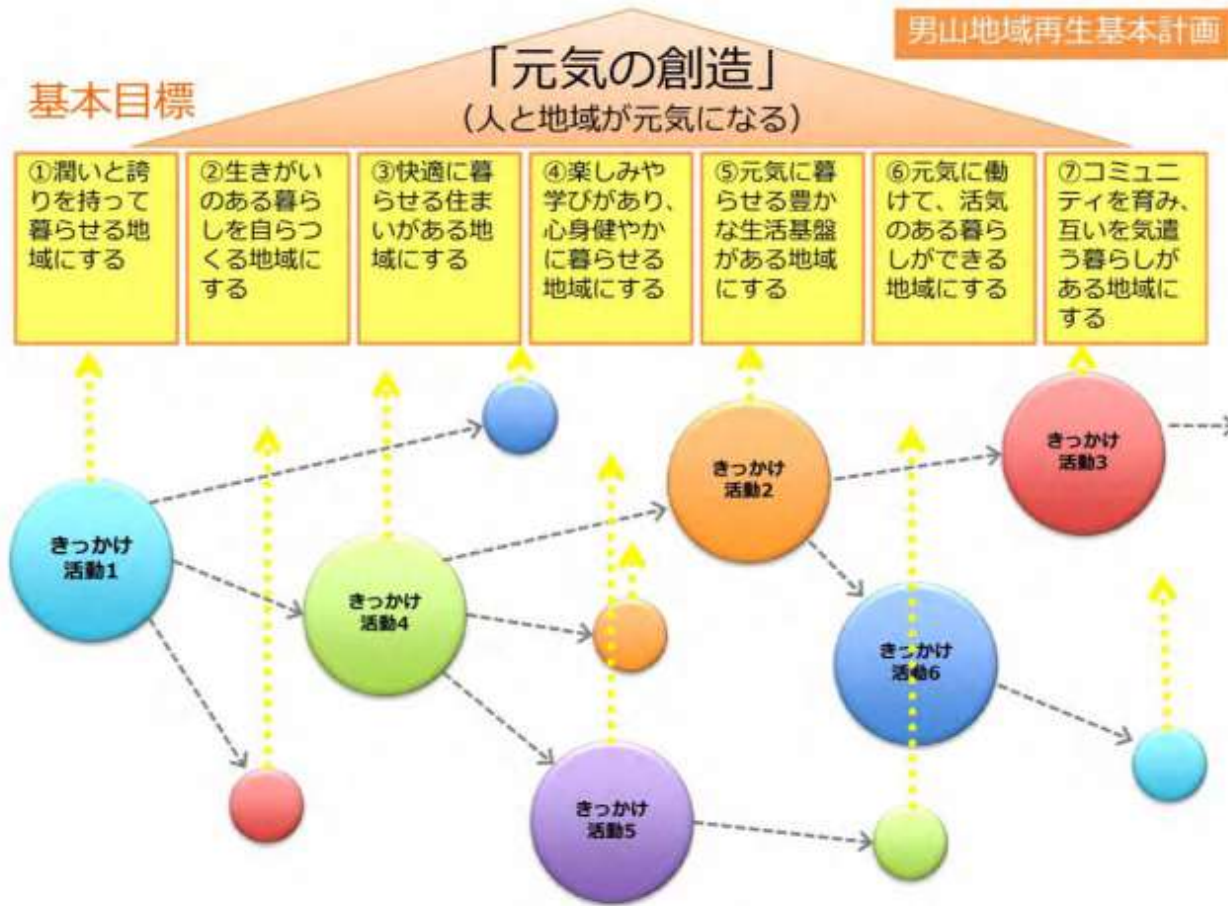 男山地域再生基本計画
「元気の創造」
基本目標
(人と地域が元気になる)
①潤いと誇
りを持って
暮らせる地
域にする
②生きがい
のある暮ら
しを自らつ
くる地域に
する
③快適に暮
らせる住ま
いがある地
域にする
④楽しみや
学びがあり、
心身健やか
に暮らせる
地域にする
⑤元気に暮
らせる豊か
な生活基盤
がある地域
にする
⑥元気に働
けて、活気
のある暮ら
しができる
地域にする
⑦コミュニ
ティを育み、
互いを気遣
う暮らしが
ある地域に
する
きっかけ
活動1
きっかけ
活動4
きっかけ
活動2
きっかけ
活動3
きっかけ
活動6
きっかけ
活動5